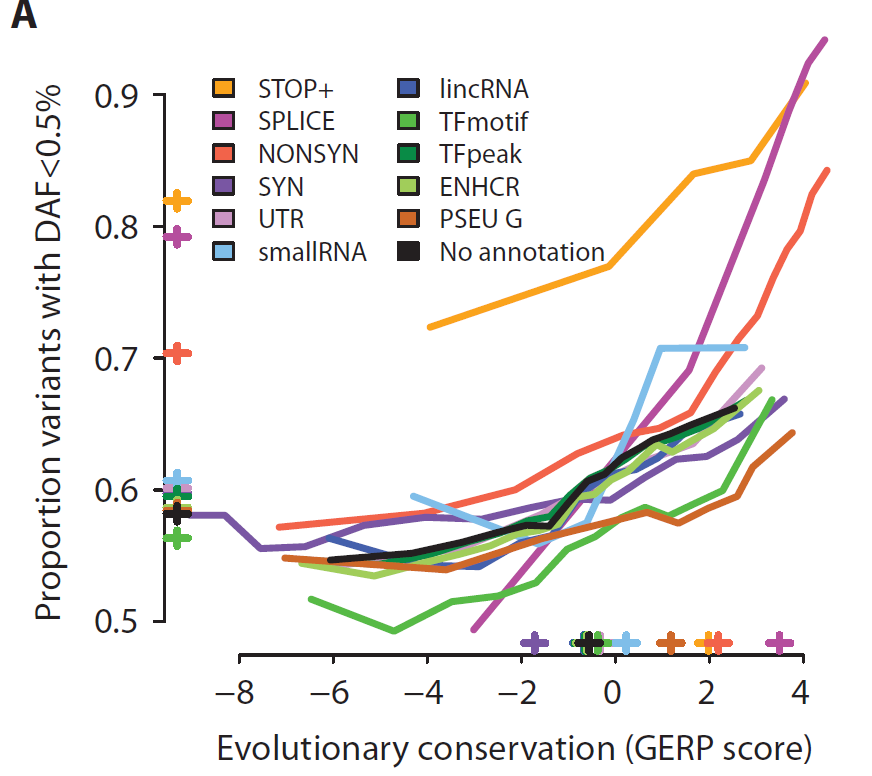 A
Proportion variants with DAF<0.5%
0.9
0.8
0.7
0.6
0.5
STOP+
SPLICE
NONSYN
SYN
UTR
smallRNA
lincRNA
TFmotif
TFpeak
ENHCR
PSEU G
No annotation
−8 −6 −4 −2 0 2 4
Evolutionary conservation (GERP score)